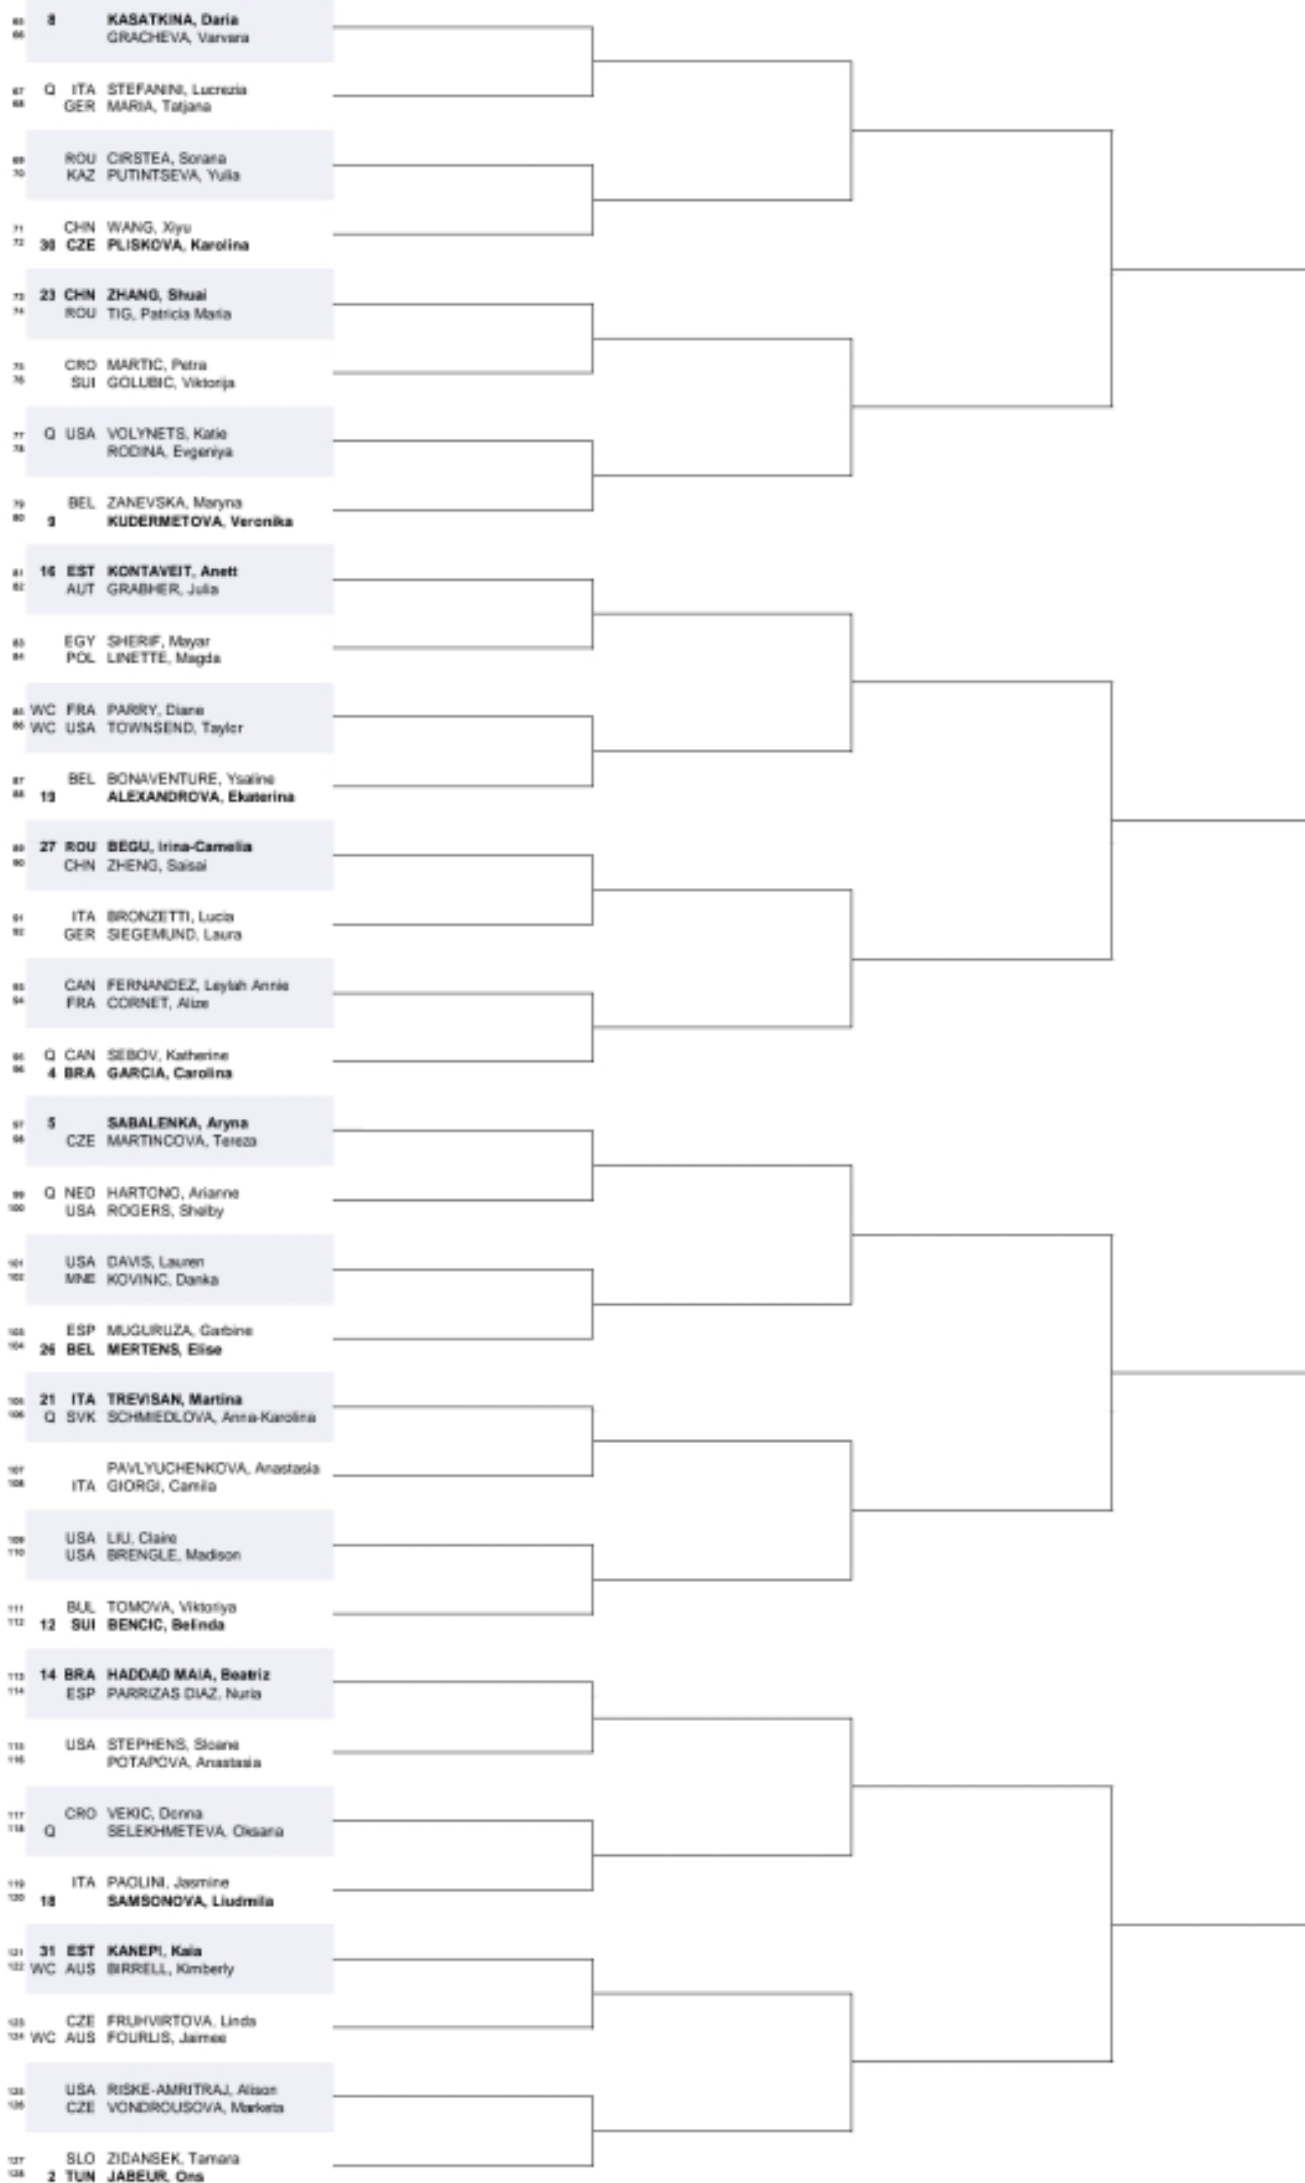 65 8 KASATKINA, Daria
66 GRACHEVA, Varvara
67 Q ITA STEFANINI, Lucrezia
68 GER MARIA, Tatjana
69 ROU CIRSTEA, Sorana
70 KAZ PUTINTSEVA, Yulia
71 CHN WANG, Xiyu
72 30 CZE PLISKOVA, Karolina
73 23 CHN ZHANG, Shuai
74 ROU TIG, Patricia Maria
75 CRO MARTIC, Petra
76 SUI GOLUBIC, Viktorija
77 Q USA VOLYNETS, Katie
78 RODINA, Evgeniya
79 BEL ZANEVSKA, Maryna
80 9 KUDERMETOVA, Veronika
81 16 EST KONTAVEIT, Anett
82 AUT GRABHER, Julia
83 EGY SHERIF, Mayar
84 POL LINETTE, Magda
85 WC FRA PARRY, Diane
86 WC USA TOWNSEND, Taylor
87 BEL BONAVENTURE, Ysaline
88 19 ALEXANDROVA, Ekaterina
89 27 ROU BEGU, Irina-Camelia
90 CHN ZHENG, Saisai
91 ITA BRONZETTI, Lucia
92 GER SIEGEMUND, Laura
93 CAN FERNANDEZ, Leylah Annie
94 FRA CORNET, Alize
95 Q CAN SEBOV, Katherine
96 4 BRA GARCIA, Carolina
97 5 SABALENKA, Aryna
98 CZE MARTINCOVA, Tereza
99 Q NED HARTONO, Arianne
100 USA ROGERS, Shelby
101 USA DAVIS, Lauren
102 MNE KOVINIC, Danka
103 ESP MUGURUZA, Garbine
104 26 BEL MERTENS, Elise
105 21 ITA TREVISAN, Martina
106 Q SVK SCHMIEDLOVA, Anna-Karolina
107 PAVLYUCHENKOVA, Anastasia
108 ITA GIORGI, Camila
109 USA LIU, Claire
110 USA BRENGLE, Madison
111 BUL TOMOVA, Viktoriya
112 12 SUI BENCIC, Belinda
113 14 BRA HADDAD MAIA, Beatriz
114 ESP PARRIZAS DIAZ, Nuria
115 USA STEPHENS, Sloane
116 POTAPOVA, Anastasia
117 CRO VEKIC, Donna
118 Q SELEKHMETEVA, Oksana
119 ITA PAOLINI, Jasmine
120 18 SAMSONOVA, Liudmila
121 31 EST KANEPI, Kaia
122 WC AUS BIRRELL, Kimberly
123 CZE FRUHVIRTOVA, Linda
124 WC AUS FOURLIS, Jaimee
125 USA RISKE-AMRITRAJ, Alison
126 CZE VONDROUSOVA, Marketa
127 SLO ZIDANSEK, Tamara
128 2 TUN JABEUR, Ons